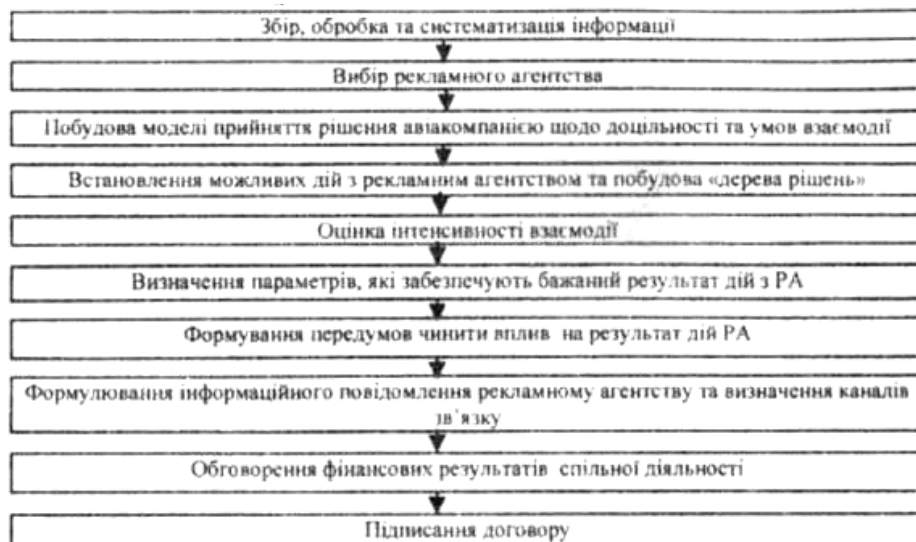 Збір, обробка та систематизація інформації
Вибір рекламного агентства
Побудова моделі прийняття рішення авіакомпанією щодо доцільності та умов взаємодії
Встановлення можливих дій з рекламним агентством та побудова «дерева рішень»
Оцінка інтенсивності взаємодії
Визначення параметрів, які забезпечують бажаний результат дій з РА
Формування передумов чинити вплив на результат дій РА
Формулювання інформаційного повідомлення рекламному агентству та визначення каналів
зв'язку
Обговорення фінансових результатів спільної діяльності
Підписання договору